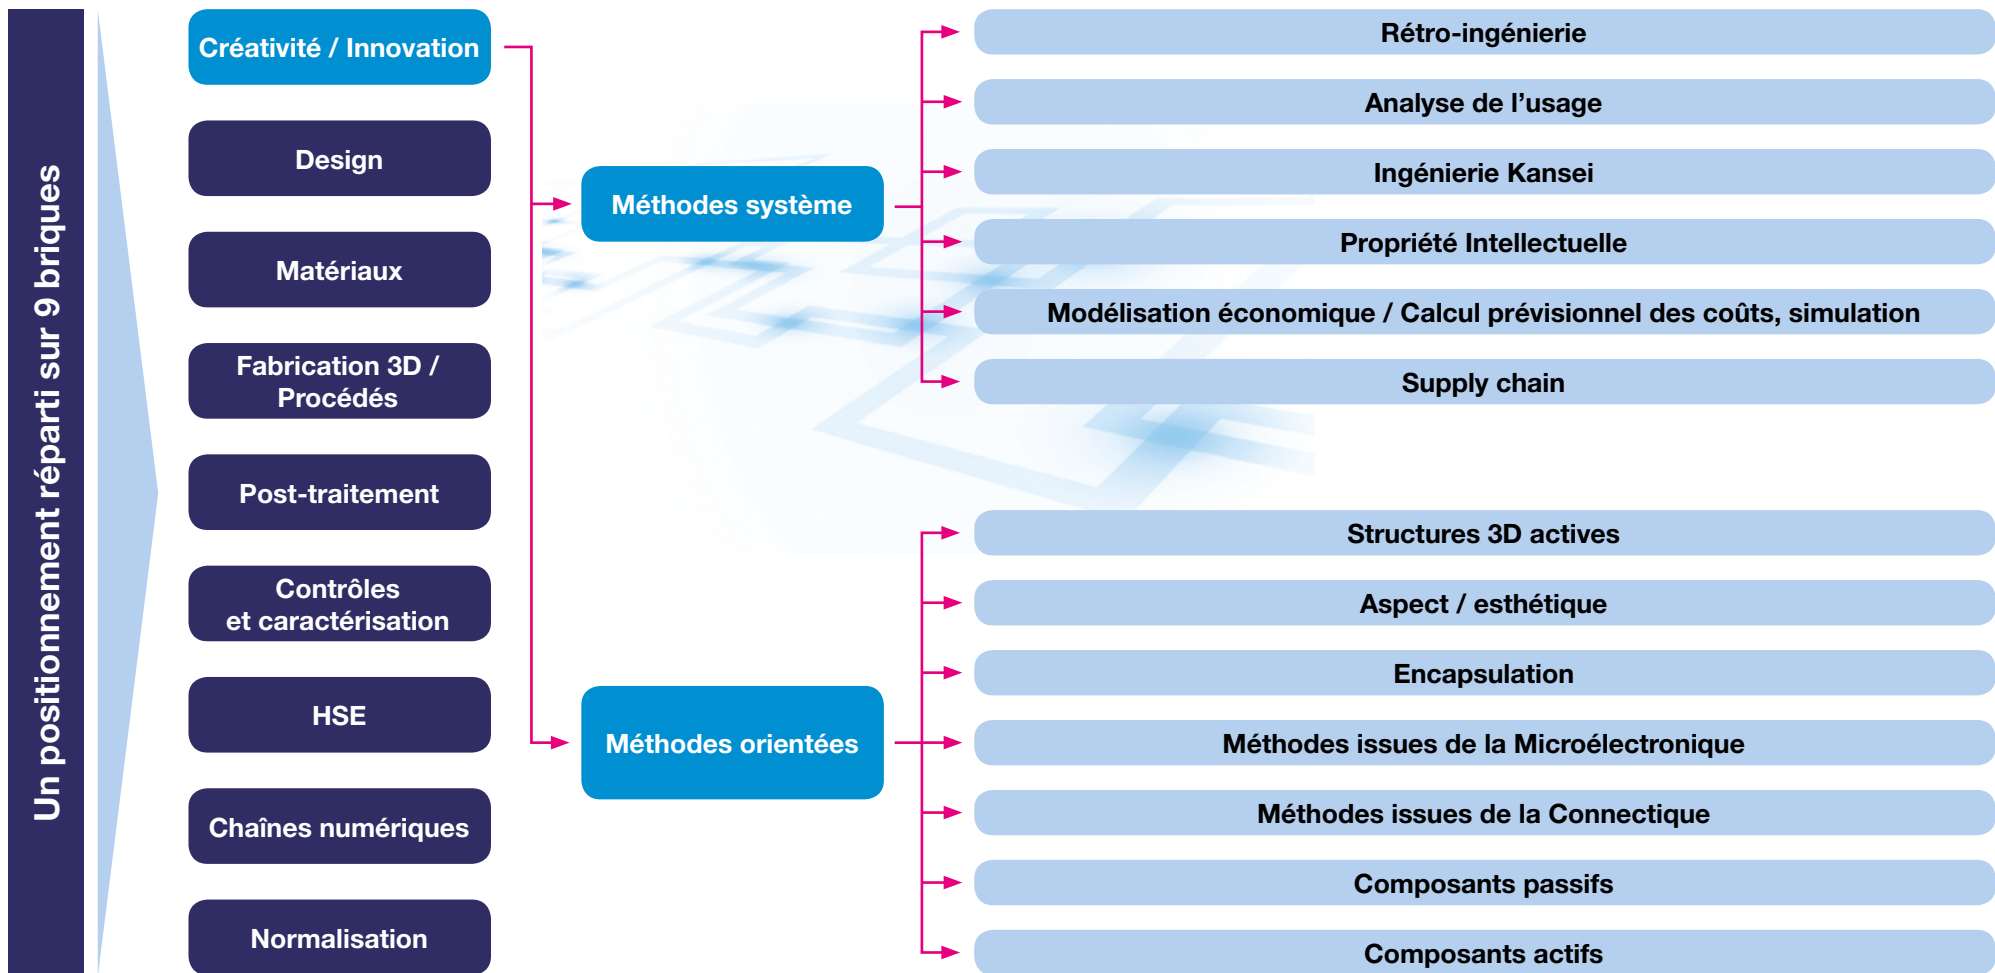 Un positionnement réparti sur 9 briques
Créativité / Innovation
Design
Matériaux
Fabrication 3D /
Procédés
Post-traitement
Contrôles
et caractérisation
HSE
Chaînes numériques
Normalisation
Méthodes système
Méthodes orientées
Rétro-ingénierie
Analyse de l’usage
Ingénierie Kansei
Propriété Intellectuelle
Modélisation économique / Calcul prévisionnel des coûts, simulation
Supply chain
Structures 3D actives
Aspect / esthétique
Encapsulation
Méthodes issues de la Microélectronique
Méthodes issues de la Connectique
Composants passifs
Composants actifs